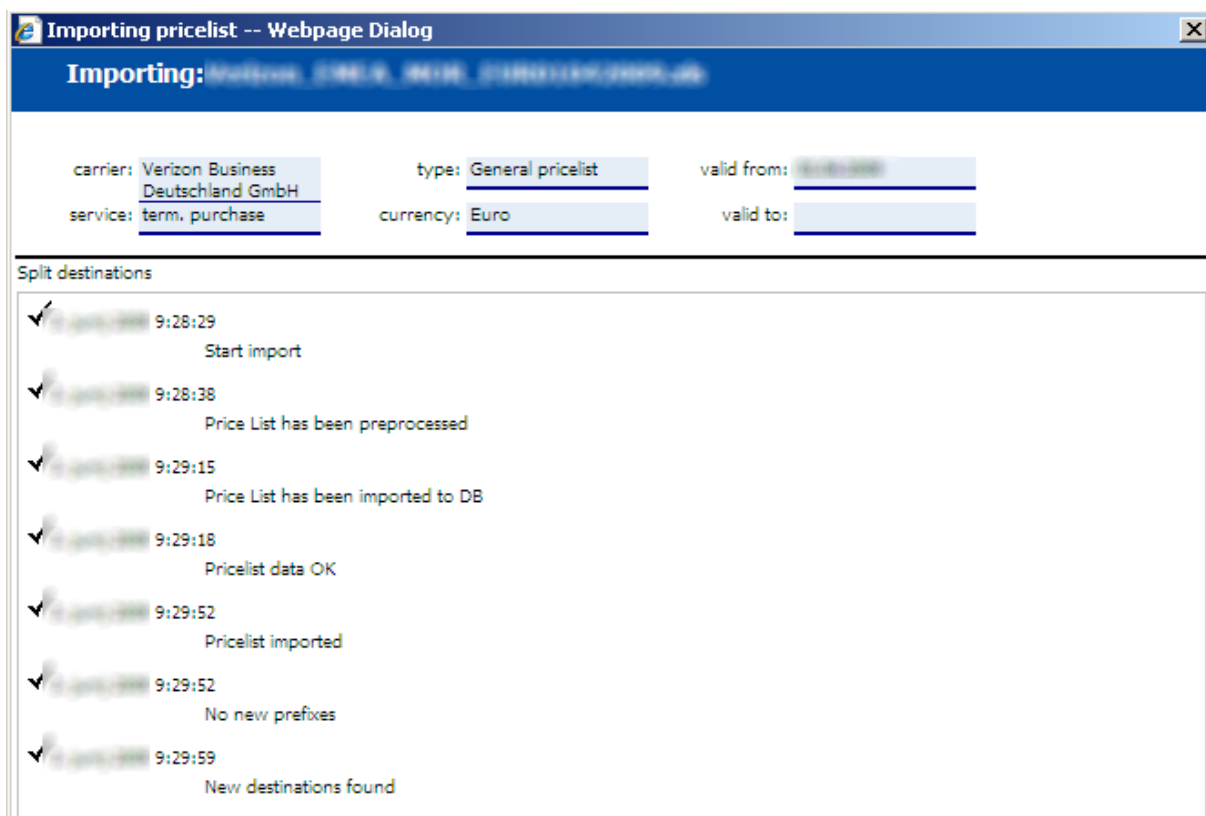 Importing pricelist -- Webpage Dialog
Importing:
carrier: Verizon Business Deutschland GmbH type: General pricelist valid from:
service: term. purchase currency: Euro valid to:
Split destinations
9:28:29
Start import
9:28:38
Price List has been preprocessed
9:29:15
Price List has been imported to DB
9:29:18
Pricelist data OK
9:29:52
Pricelist imported
9:29:52
No new prefixes
9:29:59
New destinations found